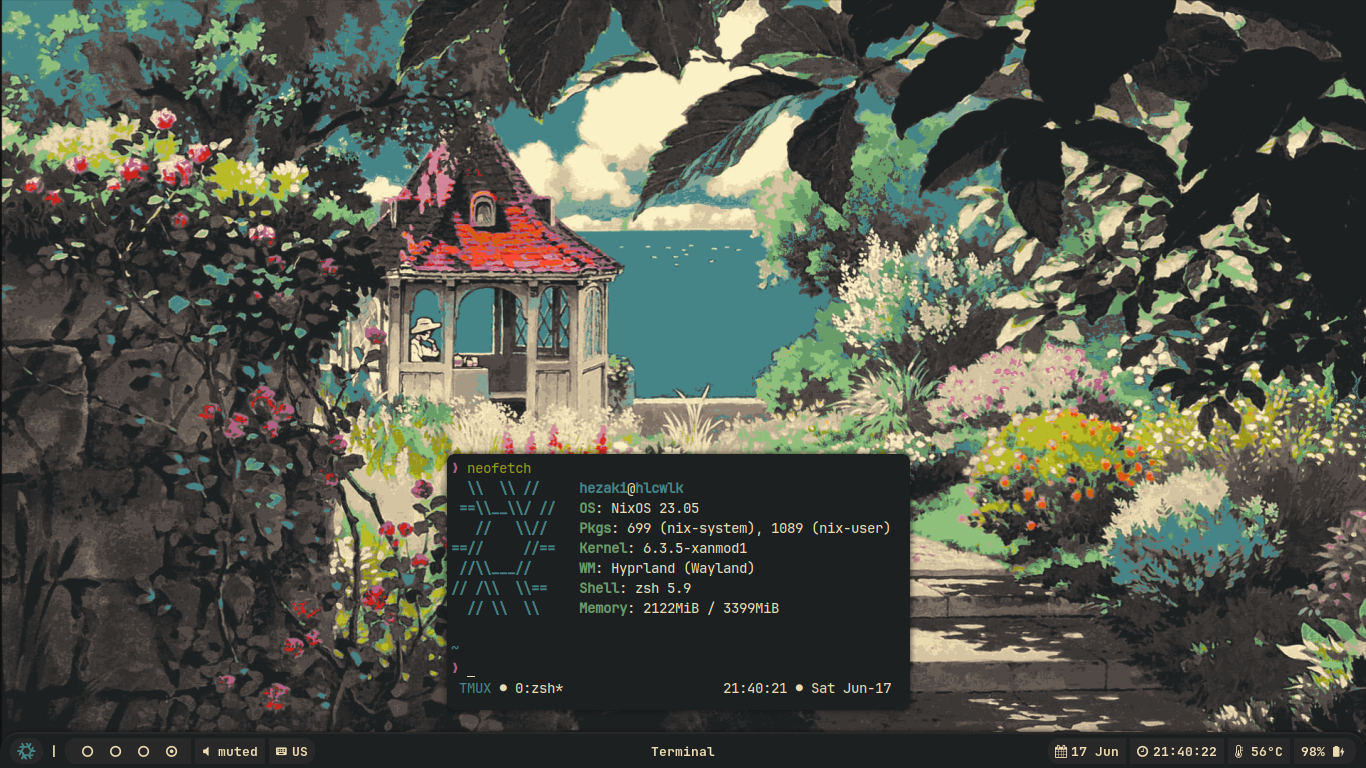 ❫ neofetch
  \\  \\ //   hezaki@hlcwlk
 ==\\__\\/ //   OS: NixOS 23.05
   //   \\//   Pkgs: 699 (nix-system), 1089 (nix-user)
==//     //==   Kernel: 6.3.5-xanmod1
 //\\___//   WM: Hyprland (Wayland)
// /\\  \\==   Shell: zsh 5.9
  // \\  \\   Memory: 2122MiB / 3399MiB
~
❫ _
TMUX ● 0:zsh* 21:40:21 ● Sat Jun-17
| muted US Terminal 17 Jun 21:40:22 56°C 98%